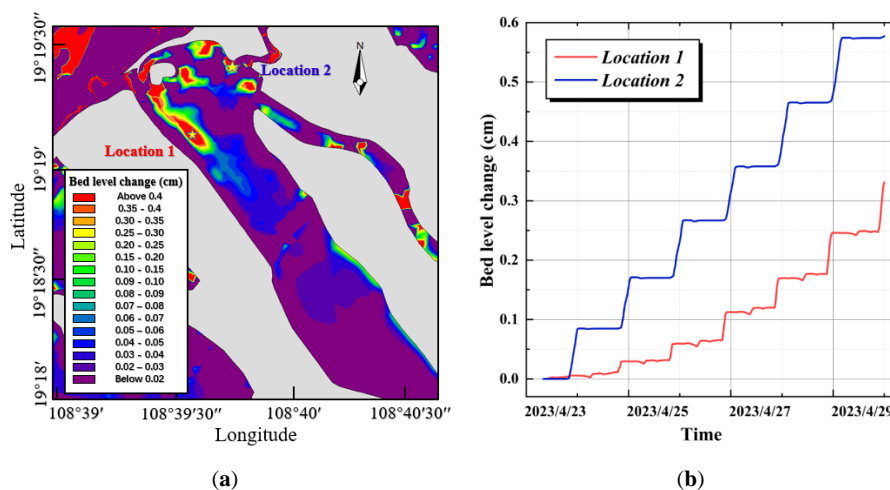 19°19′30″
19°19′
19°18′30″
19°18′
Latitude
N
Location 2
Location 1
Bed level change (cm)
Above 0.4
0.35 - 0.4
0.30 - 0.35
0.25 - 0.30
0.20 - 0.25
0.15 - 0.20
0.10 - 0.15
0.09 - 0.10
0.08 - 0.09
0.07 - 0.08
0.06 - 0.07
0.05 - 0.06
0.04 - 0.05
0.03 - 0.04
0.02 - 0.03
Below 0.02
108°39′ 108°39′30″ 108°40′ 108°40′30″
Longitude
(a)
Bed level change (cm)
0.6
0.5
0.4
0.3
0.2
0.1
0.0
Location 1
Location 2
2023/4/23 2023/4/25 2023/4/27 2023/4/29
Time
(b)